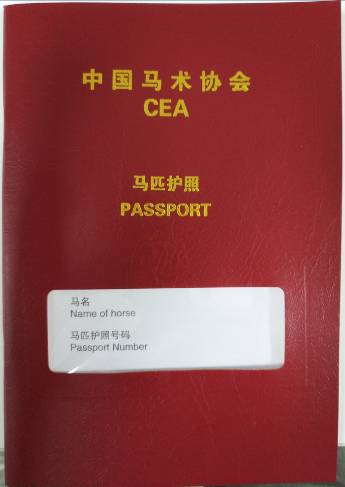 中国马术协会
CEA
马匹护照
PASSPORT
马名
Name of horse
马匹护照号码
Passport Number